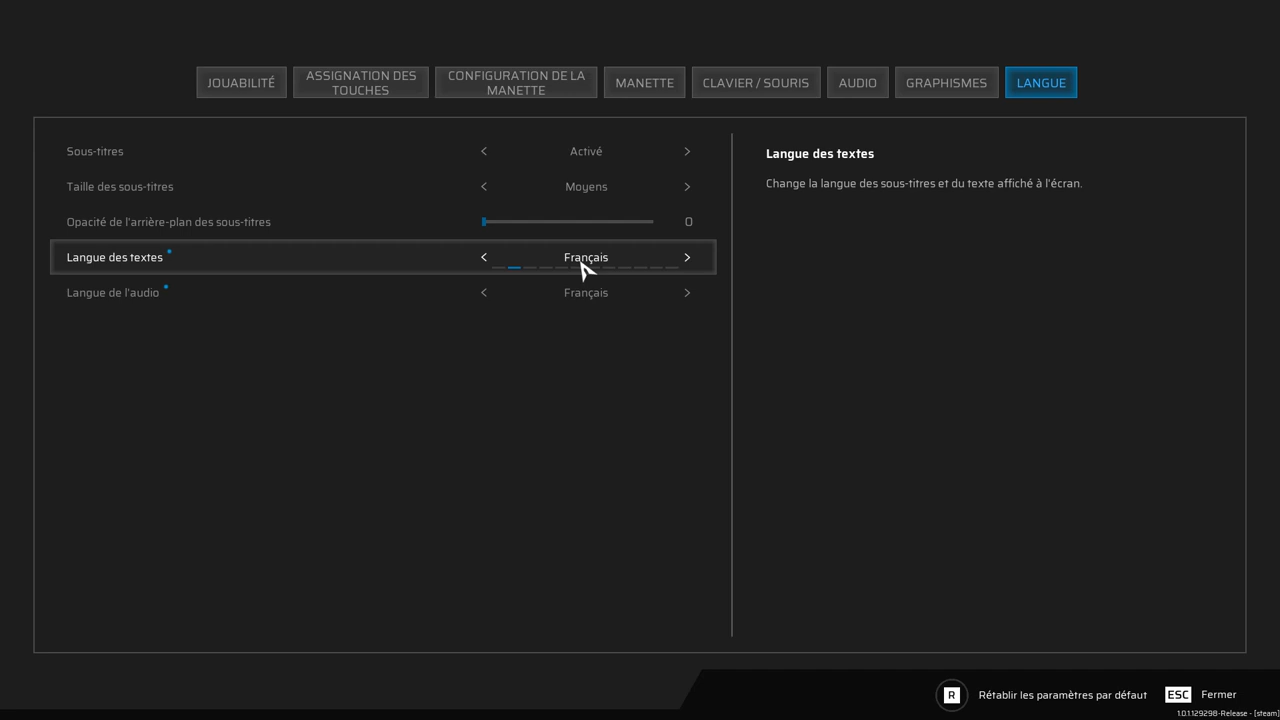 JOUABILITÉ
ASSIGNATION DES
TOUCHES
CONFIGURATION DE LA
MANETTE
MANETTE
CLAVIER / SOURIS
AUDIO
GRAPHISMES
LANGUE
Sous-titres < Activé >
Taille des sous-titres < Moyens >
Opacité de l'arrière-plan des sous-titres 0
Langue des textes < Français >
Langue de l'audio < Français >
Langue des textes
Change la langue des sous-titres et du texte affiché à l'écran.
R Rétablir les paramètres par défaut ESC Fermer
1.0.1.129298-Release - [steam]